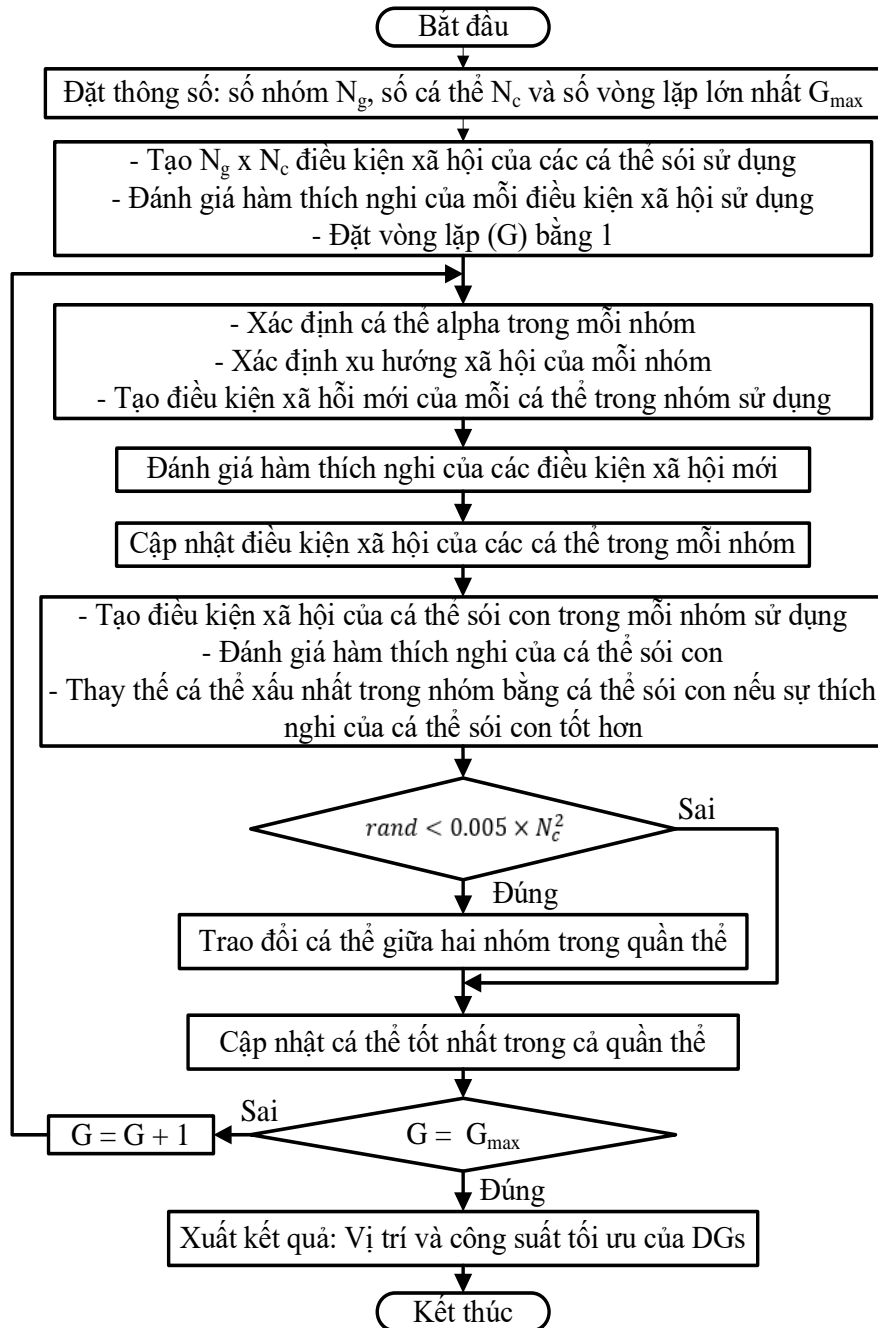 Bắt đầu
Đặt thông số: số nhóm N_g, số cá thể N_c và số vòng lặp lớn nhất G_max
- Tạo N_g x N_c điều kiện xã hội của các cá thể sói sử dụng
- Đánh giá hàm thích nghi của mỗi điều kiện xã hội sử dụng
- Đặt vòng lặp (G) bằng 1
- Xác định cá thể alpha trong mỗi nhóm
- Xác định xu hướng xã hội của mỗi nhóm
- Tạo điều kiện xã hỗi mới của mỗi cá thể trong nhóm sử dụng
Đánh giá hàm thích nghi của các điều kiện xã hội mới
Cập nhật điều kiện xã hội của các cá thể trong mỗi nhóm
- Tạo điều kiện xã hội của cá thể sói con trong mỗi nhóm sử dụng
- Đánh giá hàm thích nghi của cá thể sói con
- Thay thế cá thể xấu nhất trong nhóm bằng cá thể sói con nếu sự thích
nghi của cá thể sói con tốt hơn
rand < 0.005 × N_c^2
Sai
Đúng
Trao đổi cá thể giữa hai nhóm trong quần thể
Cập nhật cá thể tốt nhất trong cả quần thể
G = G + 1
Sai
G = G_max
Đúng
Xuất kết quả: Vị trí và công suất tối ưu của DGs
Kết thúc